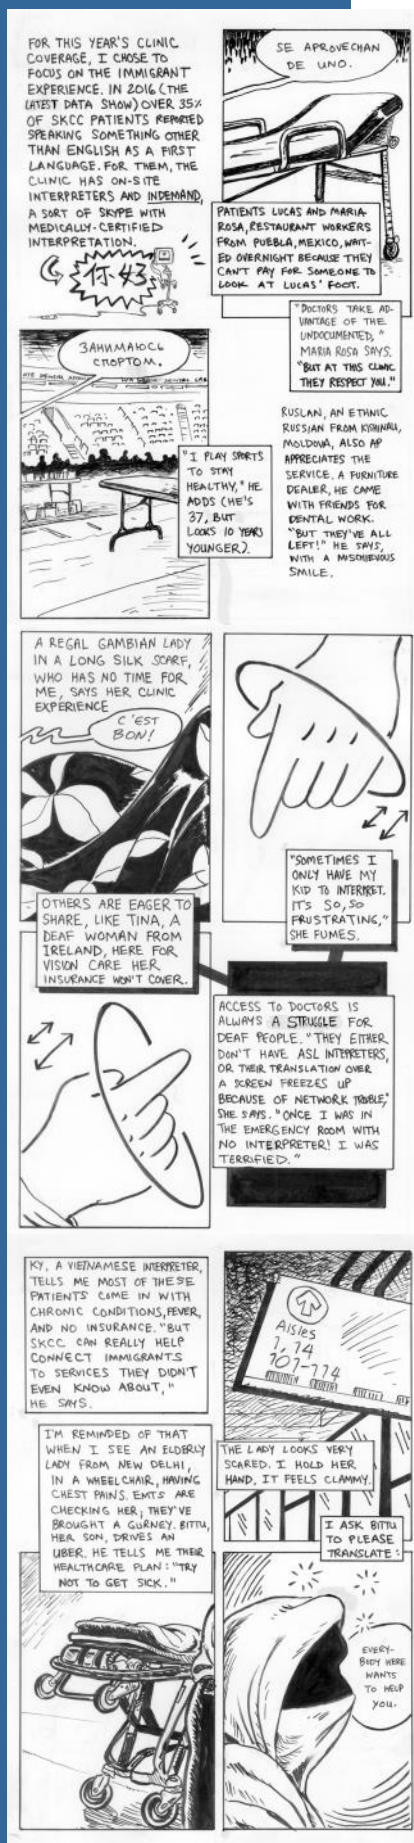 FOR THIS YEAR'S CLINIC
COVERAGE, I CHOSE TO
FOCUS ON THE IMMIGRANT
EXPERIENCE. IN 2016 (THE
LATEST DATA SHOW) OVER 35%
OF SKCC PATIENTS REPORTED
SPEAKING SOMETHING OTHER
THAN ENGLISH AS A FIRST
LANGUAGE. FOR THEM, THE
CLINIC HAS ON-SITE
INTERPRETERS AND INDEMAND,
A SORT OF SKYPE WITH
MEDICALLY-CERTIFIED
INTERPRETATION.
你好
SE APROVECHAN
DE UNO.
PATIENTS LUCAS AND MARIA
ROSA, RESTAURANT WORKERS
FROM PUEBLA, MEXICO, WAIT-
ED OVERNIGHT BECAUSE THEY
CAN'T PAY FOR SOMEONE TO
LOOK AT LUCAS' FOOT.
"DOCTORS TAKE AD-
VANTAGE OF THE
UNDOCUMENTED,"
MARIA ROSA SAYS.
"BUT AT THIS CLINIC
THEY RESPECT YOU."
ЗАНИМАЮСЬ
СПОРТОМ.
"I PLAY SPORTS
TO STAY
HEALTHY," HE
ADDS (HE'S
37, BUT
LOOKS 10 YEARS
YOUNGER).
RUSLAN, AN ETHNIC
RUSSIAN FROM KISHINAU,
MOLDOVA, ALSO AP
APPRECIATES THE
SERVICE. A FURNITURE
DEALER, HE CAME
WITH FRIENDS FOR
DENTAL WORK.
"BUT THEY'VE ALL
LEFT!" HE SAYS,
WITH A MISCHIEVOUS
SMILE.
A REGAL GAMBIAN LADY
IN A LONG SILK SCARF,
WHO HAS NO TIME FOR
ME, SAYS HER CLINIC
EXPERIENCE
C'EST
BON!
OTHERS ARE EAGER TO
SHARE, LIKE TINA, A
DEAF WOMAN FROM
IRELAND, HERE FOR
VISION CARE HER
INSURANCE WON'T COVER.
"SOMETIMES I
ONLY HAVE MY
KID TO INTERPRET.
IT'S SO, SO
FRUSTRATING,"
SHE FUMES.
ACCESS TO DOCTORS IS
ALWAYS A STRUGGLE FOR
DEAF PEOPLE. "THEY EITHER
DON'T HAVE ASL INTERPRETERS,
OR THEIR TRANSLATION OVER
A SCREEN FREEZES UP
BECAUSE OF NETWORK TROUBLE,"
SHE SAYS. "ONCE I WAS IN
THE EMERGENCY ROOM WITH
NO INTERPRETER! I WAS
TERRIFIED."
KY, A VIETNAMESE INTERPRETER,
TELLS ME MOST OF THESE
PATIENTS COME IN WITH
CHRONIC CONDITIONS, FEVER,
AND NO INSURANCE. "BUT
SKCC CAN REALLY HELP
CONNECT IMMIGRANTS
TO SERVICES THEY DIDN'T
EVEN KNOW ABOUT,"
HE SAYS.
Aisles
1, 14
107-114
I'M REMINDED OF THAT
WHEN I SEE AN ELDERLY
LADY FROM NEW DELHI,
IN A WHEELCHAIR, HAVING
CHEST PAINS. EMTS ARE
CHECKING HER; THEY'VE
BROUGHT A GURNEY. BITTU,
HER SON, DRIVES AN
UBER. HE TELLS ME THEIR
HEALTHCARE PLAN: "TRY
NOT TO GET SICK."
THE LADY LOOKS VERY
SCARED. I HOLD HER
HAND. IT FEELS CLAMMY.
I ASK BITTU
TO PLEASE
TRANSLATE:
EVERY-
BODY HERE
WANTS
TO HELP
YOU.